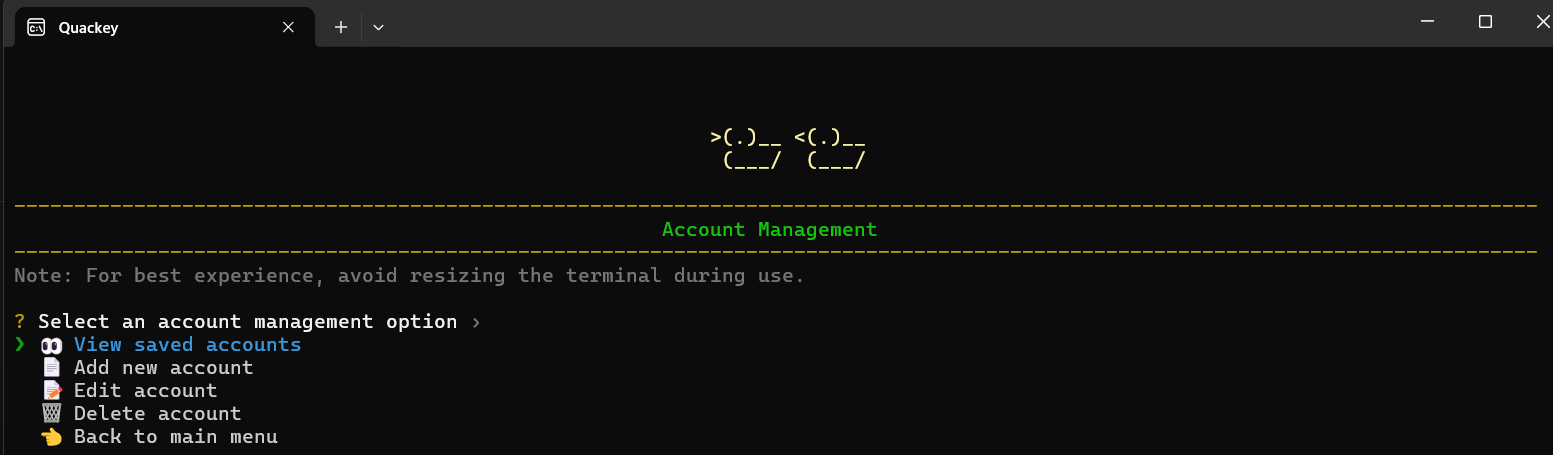 Quackey
>(.)__ <(.)__
(___/  (___/
Account Management
Note: For best experience, avoid resizing the terminal during use.
? Select an account management option ›
❯ 👀 View saved accounts
📄 Add new account
📝 Edit account
🗑️ Delete account
👈 Back to main menu